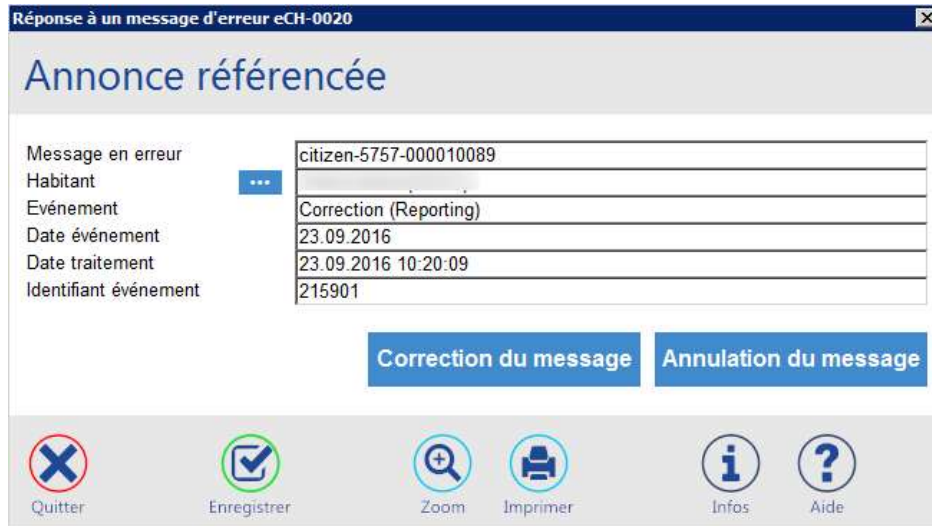 Réponse à un message d'erreur eCH-0020
Annonce référencée
Message en erreur citizen-5757-000010089
Habitant ...
Evénement Correction (Reporting)
Date événement 23.09.2016
Date traitement 23.09.2016 10:20:09
Identifiant événement 215901
Correction du message Annulation du message
Quitter Enregistrer Zoom Imprimer Infos Aide